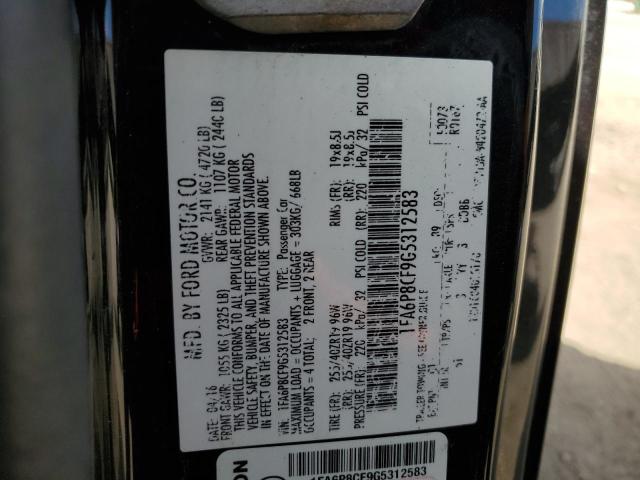 MFD. BY FORD MOTOR CO.
DATE: 04/16 GVWR: 2141 KG ( 4720 LB)
FRONT GAWR: 1055 KG ( 2325 LB) REAR GAWR: 1107 KG ( 2440 LB)
THIS VEHICLE CONFORMS TO ALL APPLICABLE FEDERAL MOTOR
VEHICLE SAFETY, BUMPER, AND THEFT PREVENTION STANDARDS
IN EFFECT ON THE DATE OF MANUFACTURE SHOWN ABOVE.
VIN: 1FA6P8CF9G5312583 TYPE: Passenger Car
MAXIMUM LOAD = OCCUPANTS + LUGGAGE = 303KG/ 668LB
OCCUPANTS = 4 TOTAL: 2 FRONT, 2 REAR
TIRE (FR): 255/40ZR19 96W RIMS (FR): 19x8.5J
(RR): 255/40ZR19 96W (RR): 19x8.5J
PRESSURE (FR): 220 kPa/ 32 PSI COLD (RR): 220 kPa/ 32 PSI COLD
1FA6P8CF9G5312583
TRAILER TOWING - SEE
1FA6P8CF9G5312583